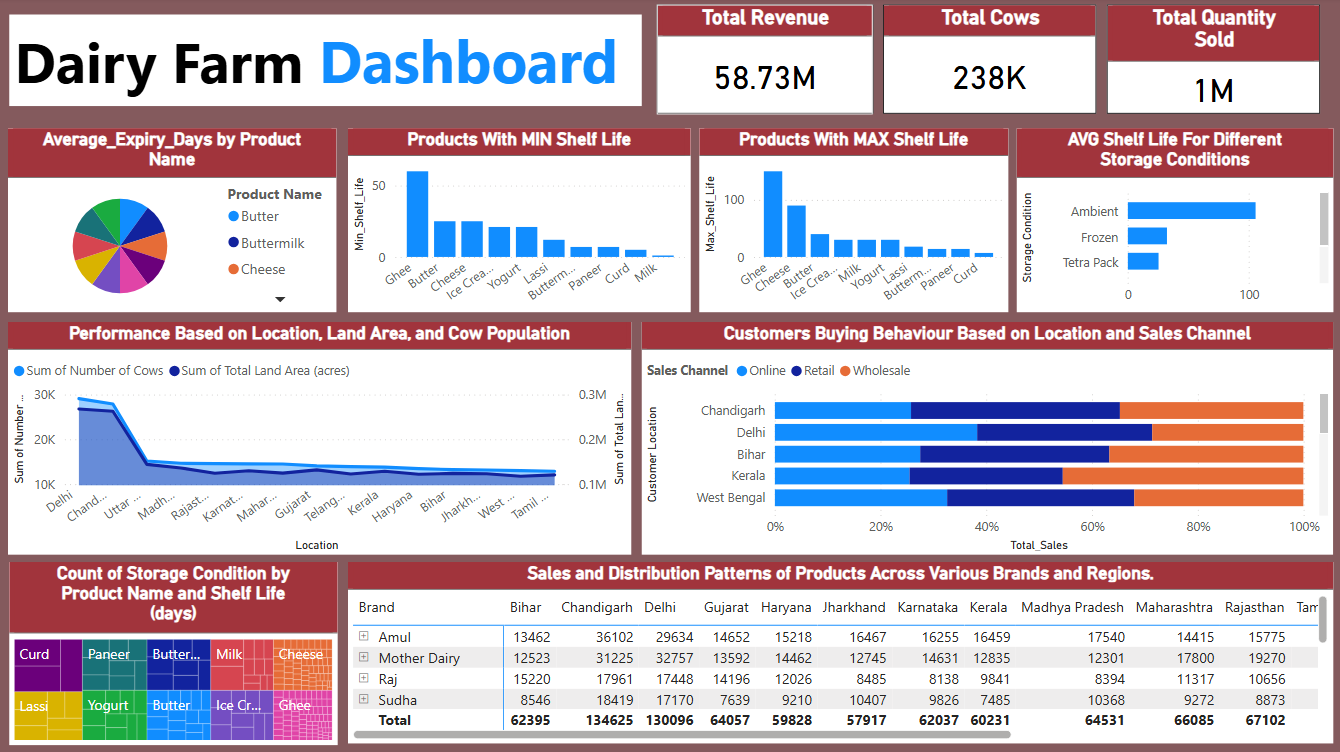 Dairy Farm Dashboard
Total Revenue
58.73M
Total Cows
238K
Total Quantity
Sold
1M
Average_Expiry_Days by Product
Name
Product Name
Butter
Buttermilk
Cheese
Products With MIN Shelf Life
Min_Shelf_Life
50
0
Ghee
Butter
Cheese
Ice Crea...
Yogurt
Lassi
Butterm...
Paneer
Curd
Milk
Products With MAX Shelf Life
Max_Shelf_Life
100
0
Ghee
Cheese
Butter
Ice Crea...
Milk
Yogurt
Lassi
Butterm...
Paneer
Curd
AVG Shelf Life For Different
Storage Conditions
Storage Condition
Ambient
Frozen
Tetra Pack
0 100
Performance Based on Location, Land Area, and Cow Population
Sum of Number of Cows Sum of Total Land Area (acres)
Sum of Number ...
30K
20K
10K
0.3M
0.2M
0.1M
Sum of Total Lan...
Delhi
Chand...
Uttar ...
Madh...
Rajast...
Karnat...
Mahar...
Gujarat
Telang...
Kerala
Haryana
Bihar
Jharkh...
West ...
Tamil ...
Location
Customers Buying Behaviour Based on Location and Sales Channel
Sales Channel Online Retail Wholesale
Customer_Location
Chandigarh
Delhi
Bihar
Kerala
West Bengal
0% 20% 40% 60% 80% 100%
Total_Sales
Count of Storage Condition by
Product Name and Shelf Life
(days)
Curd Paneer Butter... Milk Cheese
Lassi Yogurt Butter Ice Cr... Ghee
Sales and Distribution Patterns of Products Across Various Brands and Regions.
Brand Bihar Chandigarh Delhi Gujarat Haryana Jharkhand Karnataka Kerala Madhya Pradesh Maharashtra Rajasthan Tam
Amul 13462 36102 29634 14652 15218 16467 16255 16459 17540 14415 15775
Mother Dairy 12523 31225 32757 13592 14462 12745 14631 12835 12301 17800 19270
Raj 15220 17961 17448 14196 12026 8485 8138 9841 8394 11317 10656
Sudha 8546 18419 17170 7639 9210 10407 9826 7485 10368 9272 8873
Total 62395 134625 130096 64057 59828 57917 62037 60231 64531 66085 67102